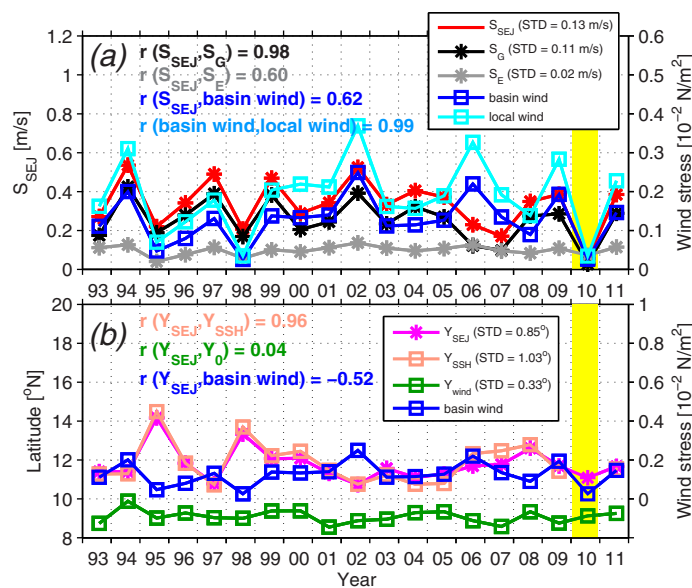 (a)
r (S_SEJ,S_G) = 0.98
r (S_SEJ,S_E) = 0.60
r (S_SEJ,basin wind) = 0.62
r (basin wind,local wind) = 0.99
S_SEJ (STD = 0.13 m/s)
S_G (STD = 0.11 m/s)
S_E (STD = 0.02 m/s)
basin wind
local wind
S_SEJ [m/s]
1.2
1
0.8
0.6
0.4
0.2
0
Wind stress [10^-2 N/m^2]
0.6
0.5
0.4
0.3
0.2
0.1
0
93 94 95 96 97 98 99 00 01 02 03 04 05 06 07 08 09 10 11
(b)
r (Y_SEJ,Y_SSH) = 0.96
r (Y_SEJ,Y_0) = 0.04
r (Y_SEJ,basin wind) = −0.52
Y_SEJ (STD = 0.85°)
Y_SSH (STD = 1.03°)
Y_wind (STD = 0.33°)
basin wind
Latitude [°N]
20
18
16
14
12
10
8
Wind stress [10^-2 N/m^2]
1
0.8
0.6
0.4
0.2
0
93 94 95 96 97 98 99 00 01 02 03 04 05 06 07 08 09 10 11
Year